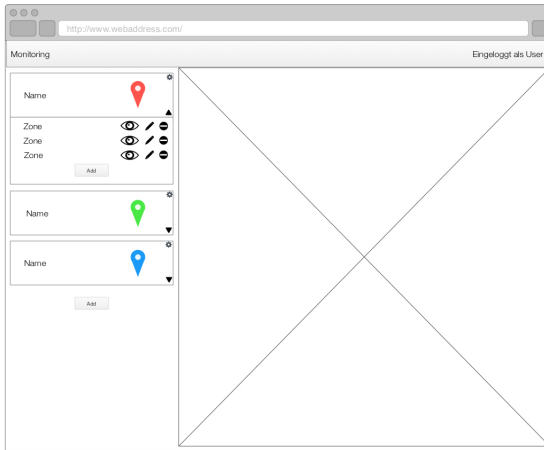 http://www.webaddress.com/
Monitoring
Eingeloggt als User
Name
Zone
Zone
Zone
Add
Name
Name
Add